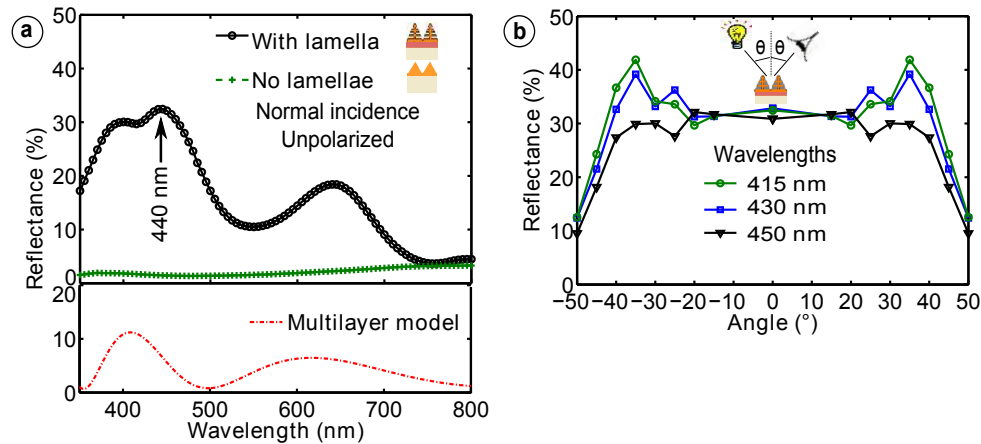 a
50
40
30
20
10
0
Reflectance (%)
With lamella
No lamellae
Normal incidence
Unpolarized
440 nm
20
10
0
Multilayer model
400 500 600 700 800
Wavelength (nm)
b
50
40
30
20
10
0
Reflectance (%)
θ θ
Wavelengths
415 nm
430 nm
450 nm
−50 −40 −30 −20 −10 0 10 20 30 40 50
Angle (°)